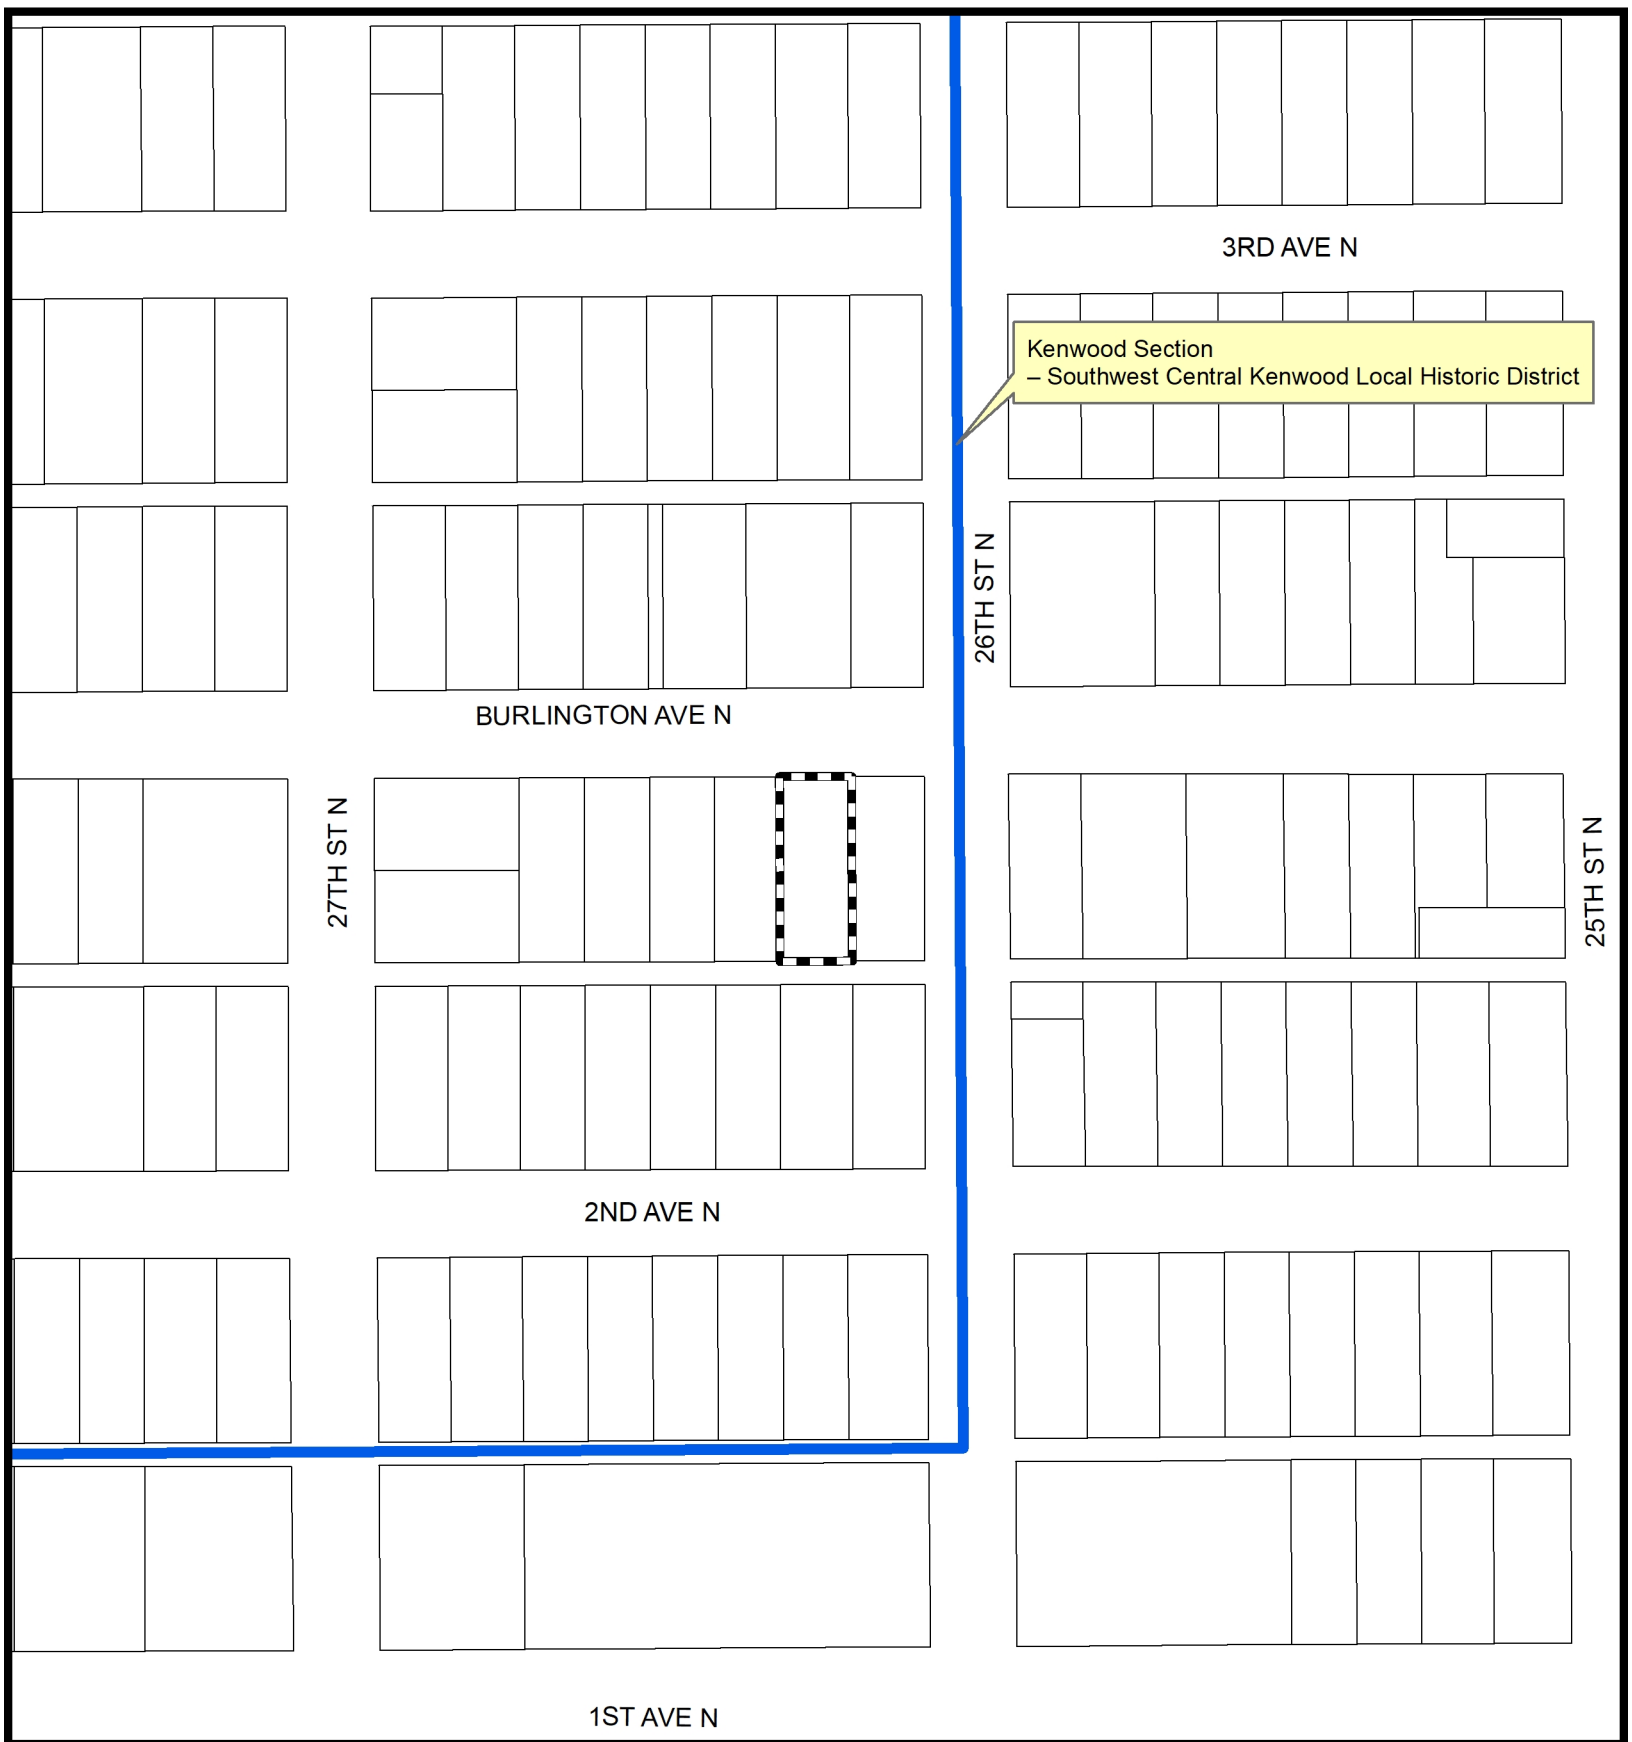 3RD AVE N
Kenwood Section
– Southwest Central Kenwood Local Historic District
26TH ST N
BURLINGTON AVE N
27TH ST N
25TH ST N
2ND AVE N
1ST AVE N